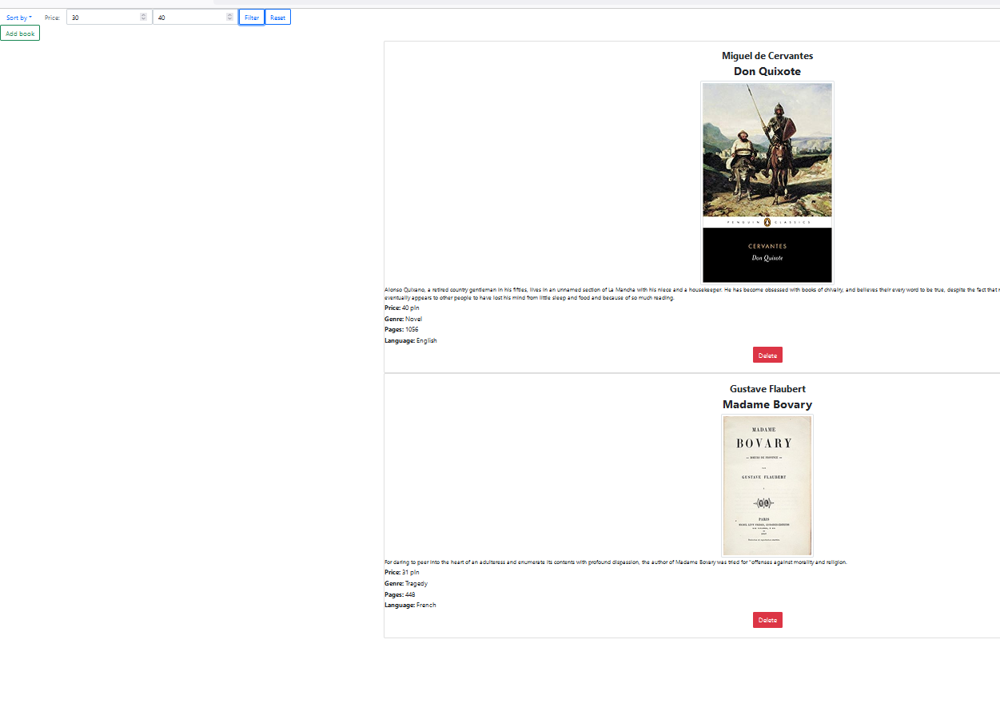 Sort by Price: 30 40 Filter Reset
Add book
Miguel de Cervantes
Don Quixote
PENGUIN CLASSICS
CERVANTES
Don Quixote
Alonso Quixano, a retired country gentleman in his fifties, lives in an unnamed section of La Mancha with his niece and a housekeeper. He has become obsessed with books of chivalry, and believes their every word to be true, despite the fact that
eventually appears to other people to have lost his mind from little sleep and food and because of so much reading.
Price: 40 pln
Genre: Novel
Pages: 1056
Language: English
Delete
Gustave Flaubert
Madame Bovary
MADAME
BOVARY
GUSTAVE FLAUBERT
PARIS
For daring to peer into the heart of an adulteress and enumerate its contents with profound dispassion, the author of Madame Bovary was tried for "offenses against morality and religion.
Price: 31 pln
Genre: Tragedy
Pages: 448
Language: French
Delete